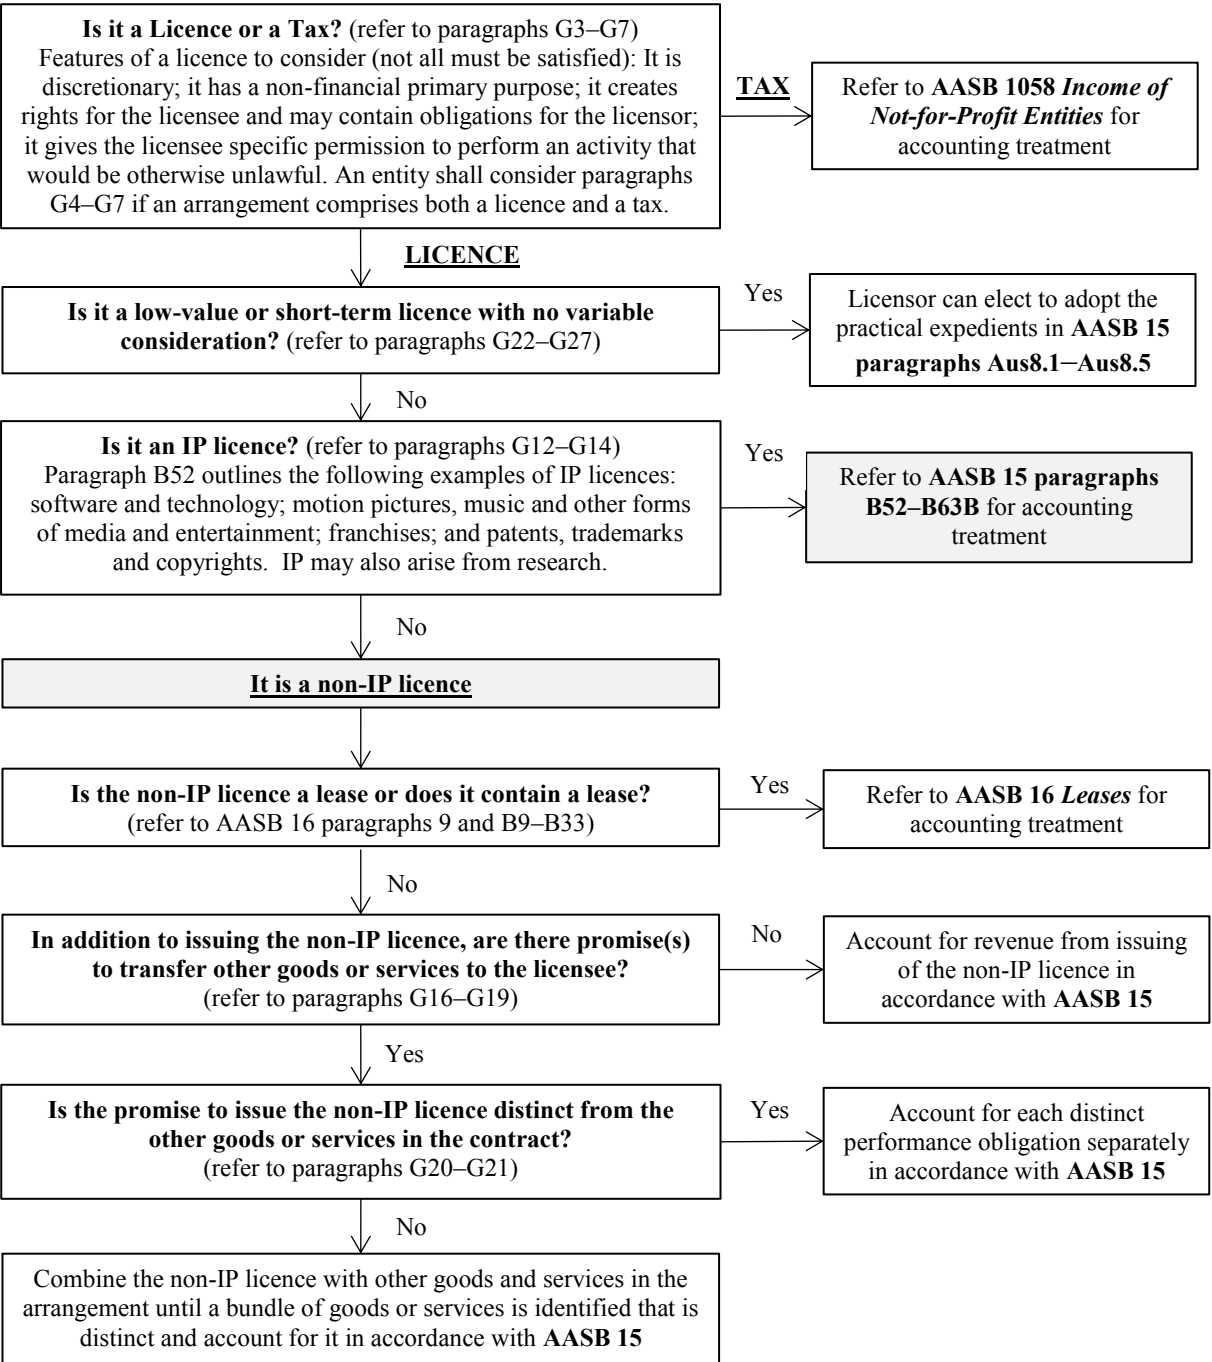 Is it a Licence or a Tax? (refer to paragraphs G3–G7)
Features of a licence to consider (not all must be satisfied): It is
discretionary; it has a non-financial primary purpose; it creates
rights for the licensee and may contain obligations for the licensor;
it gives the licensee specific permission to perform an activity that
would be otherwise unlawful. An entity shall consider paragraphs
G4–G7 if an arrangement comprises both a licence and a tax.
TAX
Refer to AASB 1058 Income of
Not-for-Profit Entities for
accounting treatment
LICENCE
Is it a low-value or short-term licence with no variable
consideration? (refer to paragraphs G22–G27)
Yes
Licensor can elect to adopt the
practical expedients in AASB 15
paragraphs Aus8.1–Aus8.5
No
Is it an IP licence? (refer to paragraphs G12–G14)
Paragraph B52 outlines the following examples of IP licences:
software and technology; motion pictures, music and other forms
of media and entertainment; franchises; and patents, trademarks
and copyrights. IP may also arise from research.
Yes
Refer to AASB 15 paragraphs
B52–B63B for accounting
treatment
No
It is a non-IP licence
Is the non-IP licence a lease or does it contain a lease?
(refer to AASB 16 paragraphs 9 and B9–B33)
Yes
Refer to AASB 16 Leases for
accounting treatment
No
In addition to issuing the non-IP licence, are there promise(s)
to transfer other goods or services to the licensee?
(refer to paragraphs G16–G19)
No
Account for revenue from issuing
of the non-IP licence in
accordance with AASB 15
Yes
Is the promise to issue the non-IP licence distinct from the
other goods or services in the contract?
(refer to paragraphs G20–G21)
Yes
Account for each distinct
performance obligation separately
in accordance with AASB 15
No
Combine the non-IP licence with other goods and services in the
arrangement until a bundle of goods or services is identified that is
distinct and account for it in accordance with AASB 15